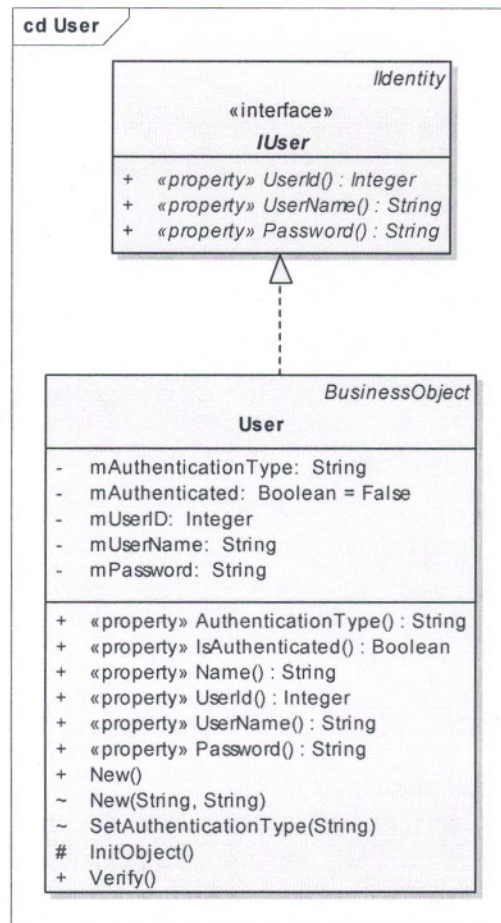 cd User
IIdentity
«interface»
IUser
+ «property» UserId() : Integer
+ «property» UserName() : String
+ «property» Password() : String
BusinessObject
User
- mAuthenticationType: String
- mAuthenticated: Boolean = False
- mUserID: Integer
- mUserName: String
- mPassword: String
+ «property» AuthenticationType() : String
+ «property» IsAuthenticated() : Boolean
+ «property» Name() : String
+ «property» UserId() : Integer
+ «property» UserName() : String
+ «property» Password() : String
+ New()
~ New(String, String)
~ SetAuthenticationType(String)
# InitObject()
+ Verify()